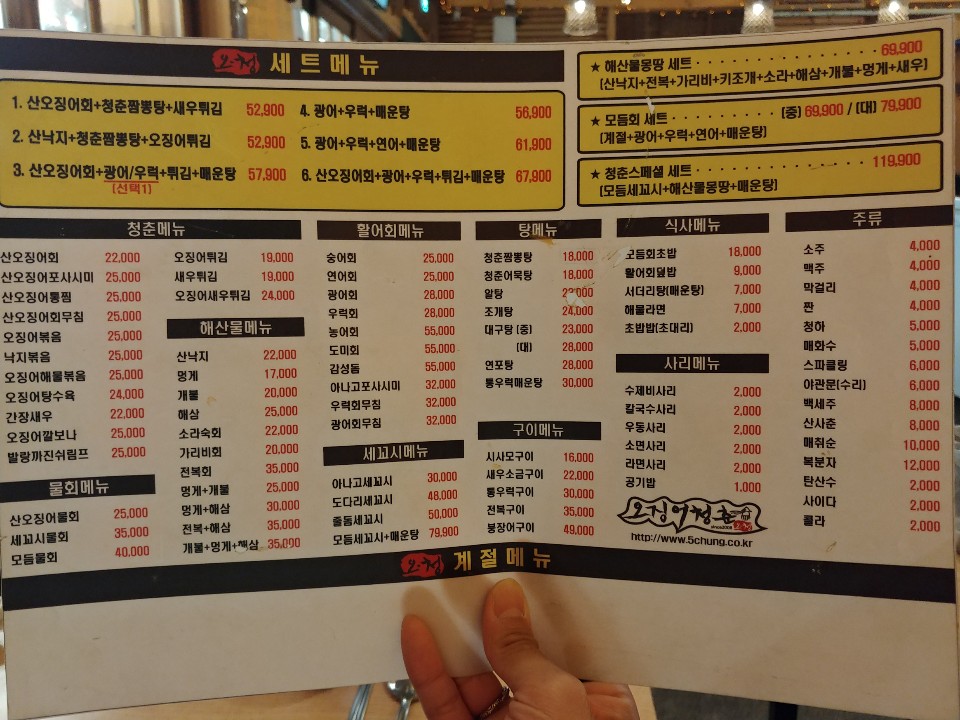 오청 세트메뉴
1. 산오징어회+청춘짬뽕탕+새우튀김 52,900
2. 산낙지+청춘짬뽕탕+오징어튀김 52,900
3. 산오징어회+광어/우럭+튀김+매운탕 57,900
(선택1)
4. 광어+우럭+매운탕 56,900
5. 광어+우럭+연어+매운탕 61,900
6. 산오징어회+광어+우럭+튀김+매운탕 67,900
★ 해산물몽땅 세트 69,900
(산낙지+전복+가리비+키조개+소라+해삼+개불+멍게+새우)
★ 모듬회 세트 (중) 69,900 / (대) 79,900
(계절+광어+우럭+연어+매운탕)
★ 청춘스페셜 세트 119,900
(모듬세꼬시+해산물몽땅+매운탕)
청춘메뉴
산오징어회 22,000
산오징어포사시미 25,000
산오징어통찜 25,000
산오징어회무침 25,000
오징어볶음 25,000
낙지볶음 25,000
오징어해물볶음 25,000
오징어탕수육 24,000
간장새우 22,000
오징어깔보나 25,000
발랑까진쉬림프 25,000
오징어튀김 19,000
새우튀김 19,000
오징어새우튀김 24,000
물회메뉴
산오징어물회 25,000
세꼬시물회 35,000
모듬물회 40,000
해산물메뉴
산낙지 22,000
멍게 17,000
개불 20,000
해삼 25,000
소라숙회 22,000
가리비회 20,000
전복회 35,000
멍게+개불 25,000
멍게+해삼 30,000
전복+해삼 35,000
개불+멍게+해삼 35,000
활어회메뉴
숭어회 25,000
연어회 25,000
광어회 28,000
우럭회 28,000
농어회 55,000
도미회 55,000
감성돔 55,000
아나고포사시미 32,000
우럭회무침 32,000
광어회무침 32,000
세꼬시메뉴
아나고세꼬시 30,000
도다리세꼬시 48,000
줄돔세꼬시 50,000
모듬세꼬시+매운탕 79,900
탕메뉴
청춘짬뽕탕 18,000
청춘어묵탕 18,000
알탕
조개탕 24,000
대구탕 (중) 23,000
(대) 28,000
연포탕 28,000
통우럭매운탕 30,000
구이메뉴
시사모구이 16,000
새우소금구이 22,000
통우럭구이 30,000
전복구이 35,000
붕장어구이 49,000
식사메뉴
모듬회초밥 18,000
활어회덮밥 9,000
서더리탕(매운탕) 7,000
해물라면 7,000
초밥밥(초대리) 2,000
사리메뉴
수제비사리 2,000
칼국수사리 2,000
우동사리 2,000
소면사리 2,000
라면사리 2,000
공기밥 1,000
오징어청춘
since2008
http://www.5chung.co.kr
주류
소주 4,000
맥주 4,000
막걸리 4,000
짠 4,000
청하 5,000
매화수 5,000
스파클링 6,000
야관문(수리) 6,000
백세주 8,000
산사춘 8,000
매취순 10,000
복분자 12,000
탄산수 2,000
사이다 2,000
콜라 2,000
오청 계절메뉴